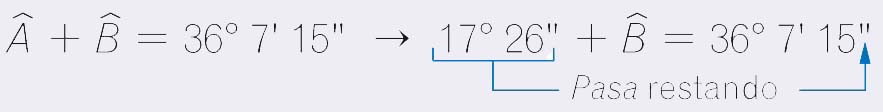 Â + B̂ = 36° 7' 15" → 17° 26" + B̂ = 36° 7' 15"
Pasa restando